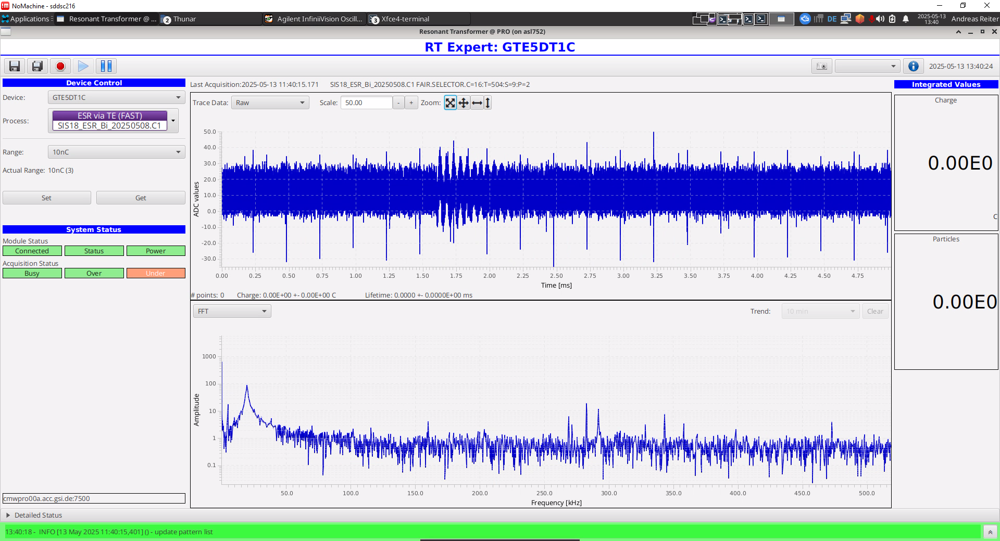 NoMachine - sddsc216
Applications
Resonant Transformer @ ...
2 Thunar
Agilent InfiniiVision Oscill...
3 Xfce4-terminal
DE
2025-05-13
13:40
Andreas Reiter
Resonant Transformer @ PRO (on asl752)
RT Expert: GTE5DT1C
2025-05-13 13:40:24
Device Control
Device: GTE5DT1C
Process: ESR via TE (FAST)
SIS18_ESR_Bi_20250508.C1
Range: 10nC
Actual Range: 10nC (3)
Set Get
System Status
Module Status
Connected Status Power
Acquisition Status
Busy Over Under
cmwpro00a.acc.gsi.de:7500
Last Acquisition:2025-05-13 11:40:15.171 SIS18_ESR_Bi_20250508.C1 FAIR.SELECTOR.C=16:T=504:S=9:P=2
Trace Data: Raw Scale: 50.00 - + Zoom:
50.0
40.0
30.0
20.0
10.0
0.0
-10.0
-20.0
-30.0
ADC values
0.00 0.25 0.50 0.75 1.00 1.25 1.50 1.75 2.00 2.25 2.50 2.75 3.00 3.25 3.50 3.75 4.00 4.25 4.50 4.75
Time [ms]
# points: 0 Charge: 0.00E+00 +- 0.00E+00 C Lifetime: 0.0000 +- 0.0000E+00 ms
FFT Trend: 10 min Clear
1000
100
10
1
0.1
Amplitude
50.0 100.0 150.0 200.0 250.0 300.0 350.0 400.0 450.0 500.0
Frequency [kHz]
Integrated Values
Charge
0.00E0
C
Particles
0.00E0
Detailed Status
13:40:18 - INFO [13 May 2025 11:40:15,401] () - update pattern list